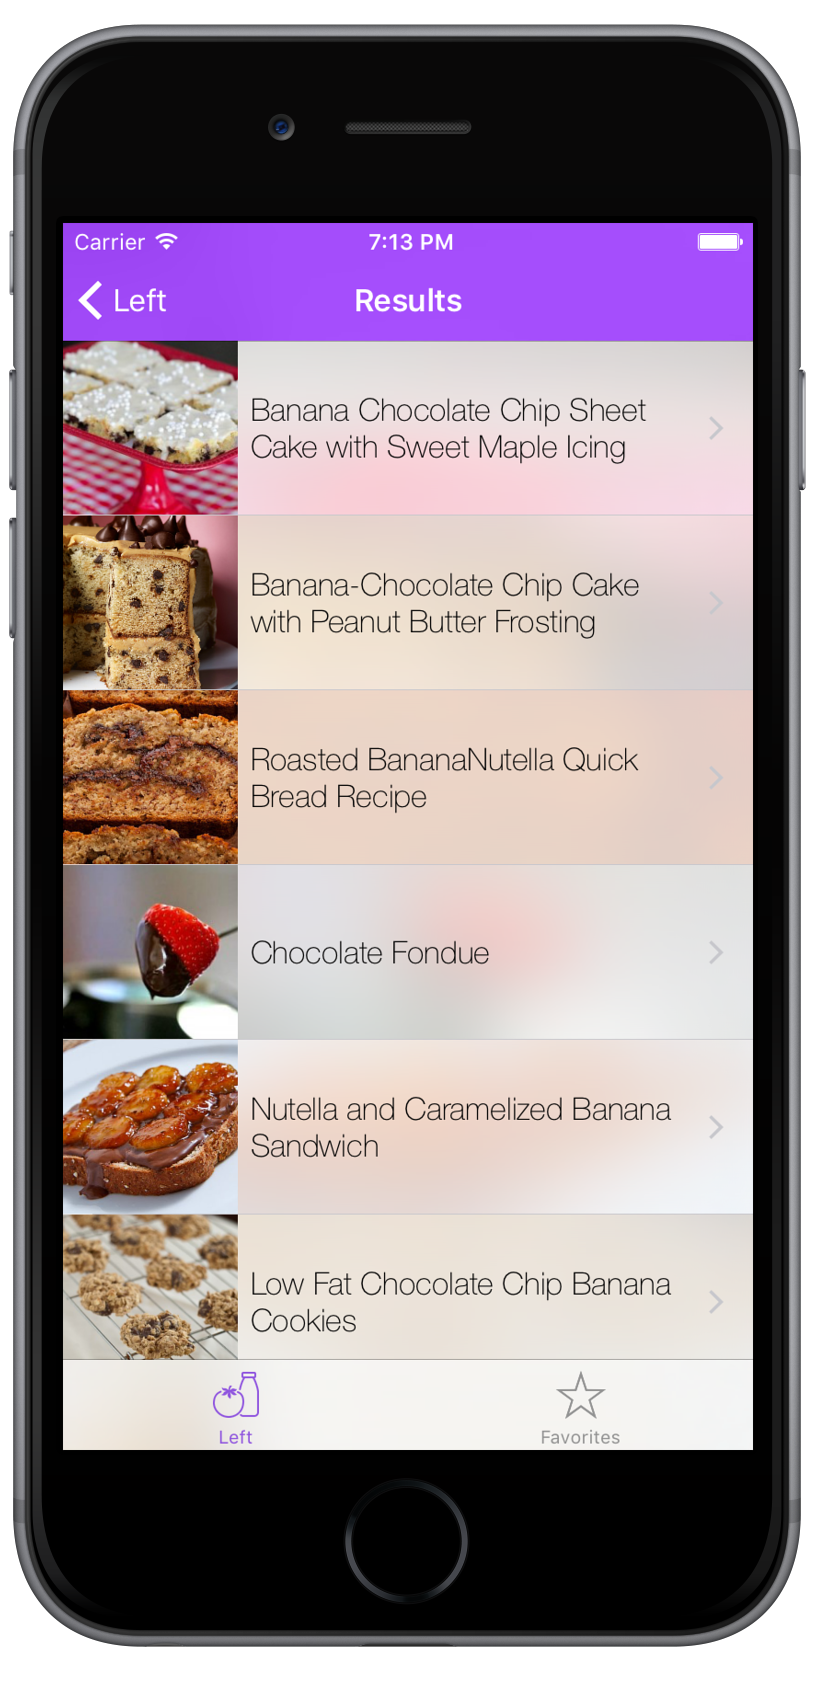 Carrier 7:13 PM
Left Results
Banana Chocolate Chip Sheet
Cake with Sweet Maple Icing
Banana-Chocolate Chip Cake
with Peanut Butter Frosting
Roasted BananaNutella Quick
Bread Recipe
Chocolate Fondue
Nutella and Caramelized Banana
Sandwich
Low Fat Chocolate Chip Banana
Cookies
Left Favorites